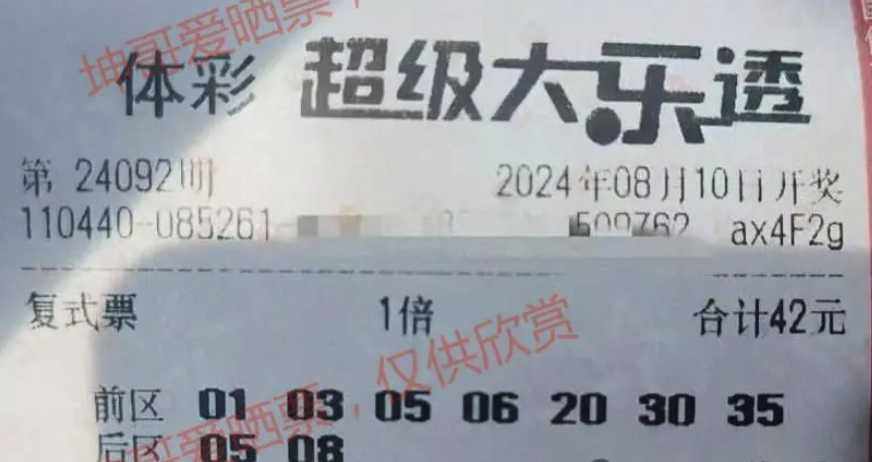 坤哥爱晒票，
体彩 超级大乐透
第 24092期 2024年08月10日开奖
110440-085261- 509762 ax4F2g
复式票 1倍 合计42元
坤哥爱晒票，仅供欣赏
前区 01 03 05 06 20 30 35
后区 05 08